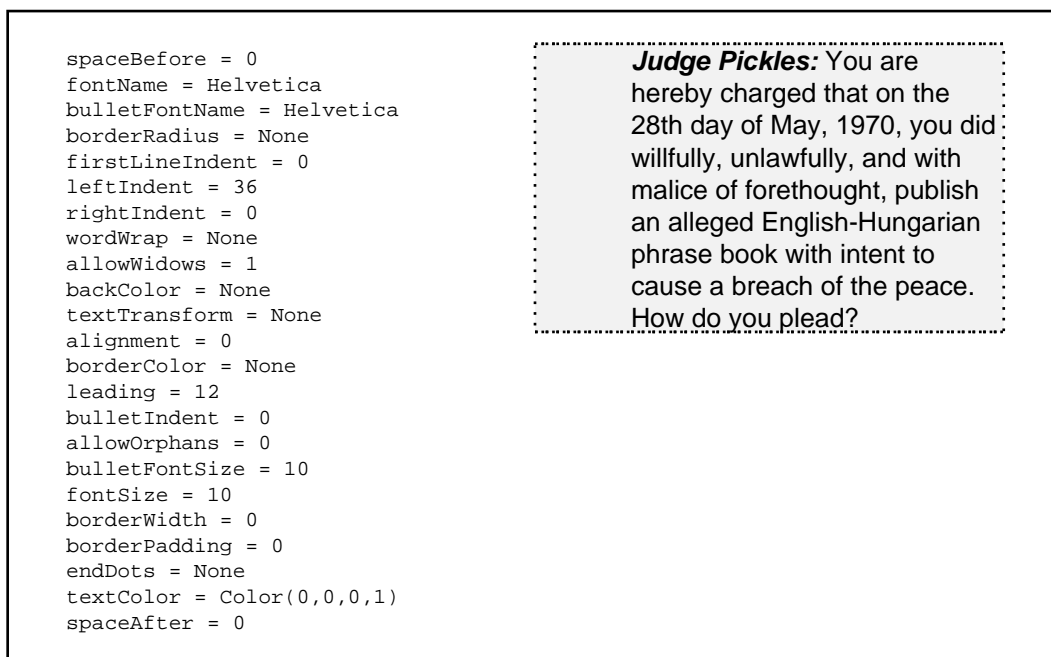 spaceBefore = 0
fontName = Helvetica
bulletFontName = Helvetica
borderRadius = None
firstLineIndent = 0
leftIndent = 36
rightIndent = 0
wordWrap = None
allowWidows = 1
backColor = None
textTransform = None
alignment = 0
borderColor = None
leading = 12
bulletIndent = 0
allowOrphans = 0
bulletFontSize = 10
fontSize = 10
borderWidth = 0
borderPadding = 0
endDots = None
textColor = Color(0,0,0,1)
spaceAfter = 0
Judge Pickles: You are
hereby charged that on the
28th day of May, 1970, you did
willfully, unlawfully, and with
malice of forethought, publish
an alleged English-Hungarian
phrase book with intent to
cause a breach of the peace.
How do you plead?